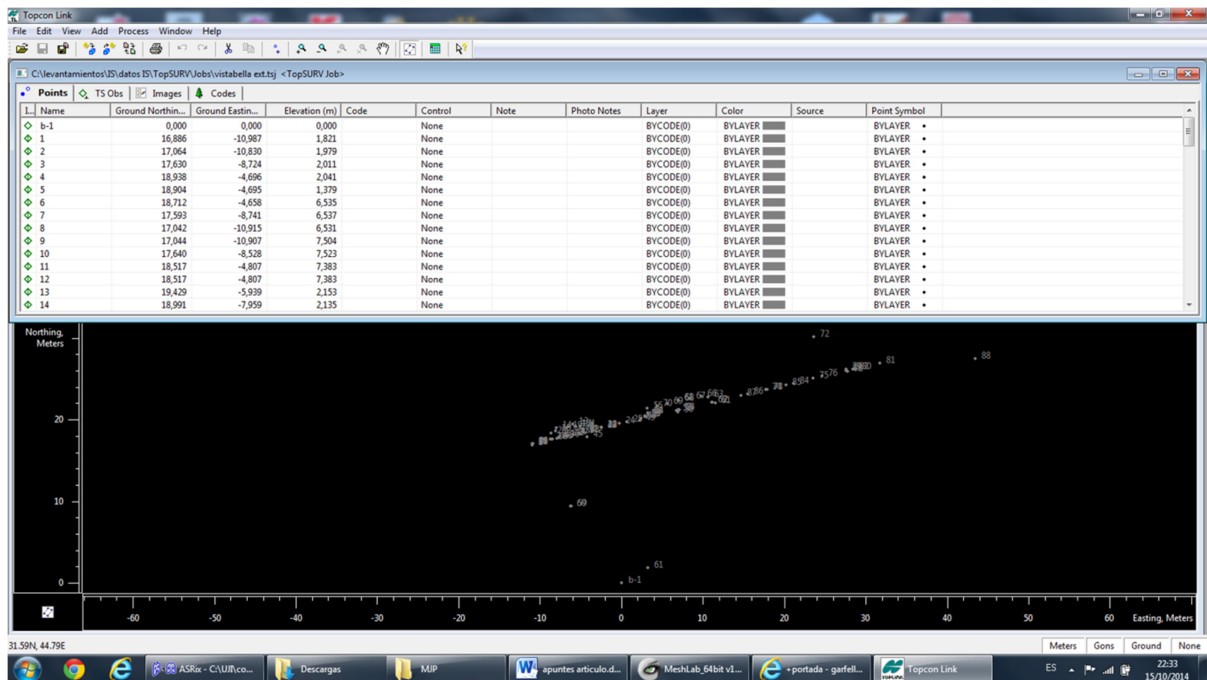 Topcon Link
File Edit View Add Process Window Help
C:\levantamientos\IS\datos IS\TopSURV\Jobs\vistabella ext.tsj <TopSURV Job>
Points TS Obs Images Codes
I... Name Ground Northin... Ground Eastin... Elevation (m) Code Control Note Photo Notes Layer Color Source Point Symbol
b-1 0,000 0,000 0,000 None BYCODE(0) BYLAYER BYLAYER
1 16,886 -10,987 1,821 None BYCODE(0) BYLAYER BYLAYER
2 17,064 -10,830 1,979 None BYCODE(0) BYLAYER BYLAYER
3 17,630 -8,724 2,011 None BYCODE(0) BYLAYER BYLAYER
4 18,938 -4,696 2,041 None BYCODE(0) BYLAYER BYLAYER
5 18,904 -4,695 1,379 None BYCODE(0) BYLAYER BYLAYER
6 18,712 -4,658 6,535 None BYCODE(0) BYLAYER BYLAYER
7 17,593 -8,741 6,537 None BYCODE(0) BYLAYER BYLAYER
8 17,042 -10,915 6,531 None BYCODE(0) BYLAYER BYLAYER
9 17,044 -10,907 7,504 None BYCODE(0) BYLAYER BYLAYER
10 17,640 -8,528 7,523 None BYCODE(0) BYLAYER BYLAYER
11 18,517 -4,807 7,383 None BYCODE(0) BYLAYER BYLAYER
12 18,517 -4,807 7,383 None BYCODE(0) BYLAYER BYLAYER
13 19,429 -5,939 2,153 None BYCODE(0) BYLAYER BYLAYER
14 18,991 -7,959 2,135 None BYCODE(0) BYLAYER BYLAYER
Northing,
Meters
72
81
88
76
20
45
10
69
61
0
b-1
-60 -50 -40 -30 -20 -10 0 10 20 30 40 50 60 Easting, Meters
31.59N, 44.79E
Meters Gons Ground None
ASRix - C:\UJI\co... Descargas MJP apuntes articulo.d... MeshLab_64bit v1... +portada - garfell... Topcon Link ES 22:33
15/10/2014